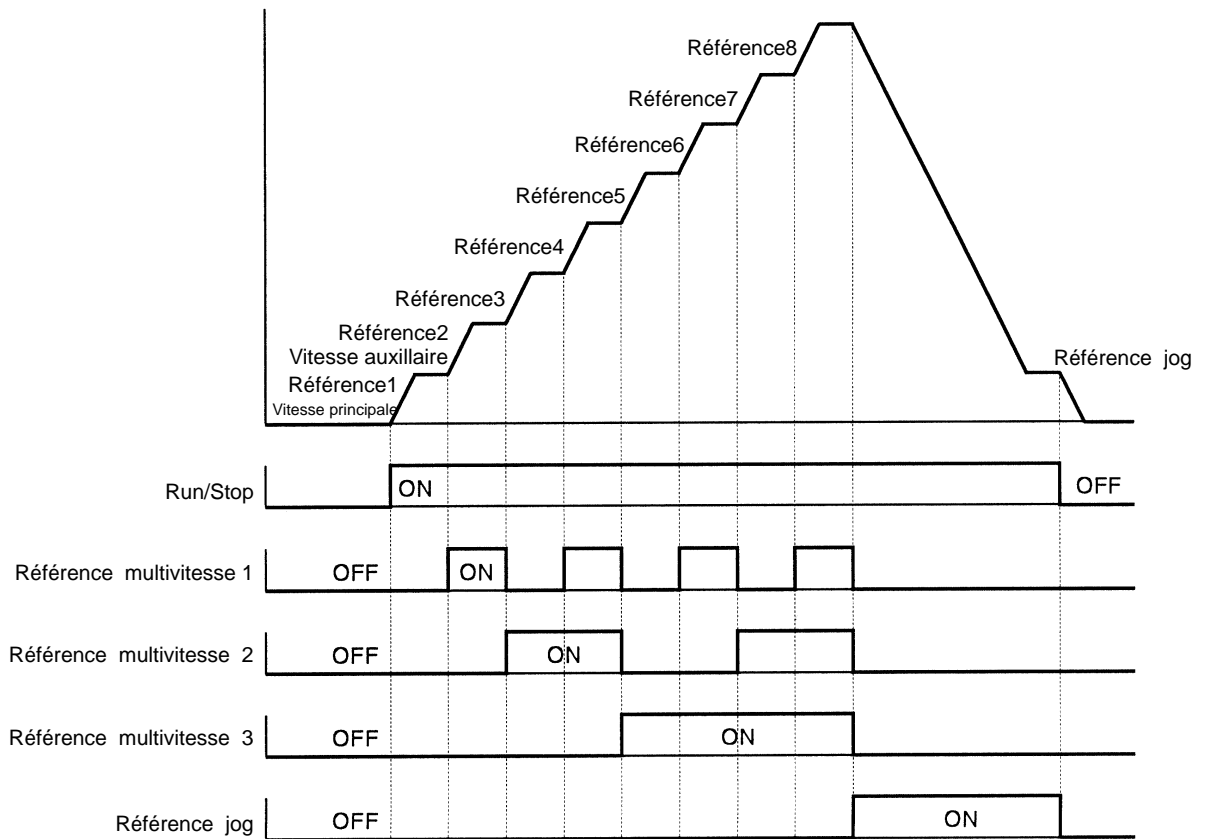 Référence8
Référence7
Référence6
Référence5
Référence4
Référence3
Référence2
Vitesse auxillaire
Référence1
Vitesse principale
Référence jog
Run/Stop
ON
OFF
Référence multivitesse 1
OFF
ON
Référence multivitesse 2
OFF
ON
Référence multivitesse 3
OFF
ON
Référence jog
OFF
ON